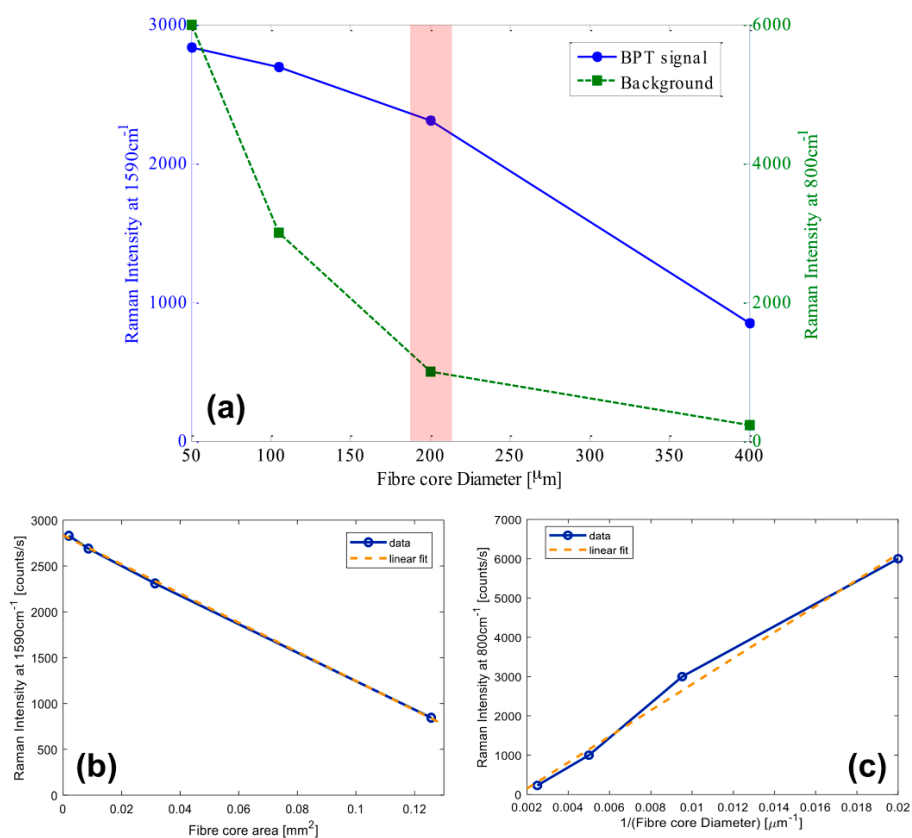 3000
2000
1000
0
Raman Intensity at 1590cm-1
6000
4000
2000
0
Raman Intensity at 800cm-1
BPT signal
Background
(a)
50 100 150 200 250 300 350 400
Fibre core Diameter [μm]
3000
2500
2000
1500
1000
500
0
Raman Intensity at 1590cm-1 [counts/s]
data
linear fit
(b)
0 0.02 0.04 0.06 0.08 0.1 0.12
Fibre core area [mm2]
7000
6000
5000
4000
3000
2000
1000
0
Raman Intensity at 800cm-1 [counts/s]
data
linear fit
(c)
0.002 0.004 0.006 0.008 0.01 0.012 0.014 0.016 0.018 0.02
1/(Fibre core Diameter) [μm-1]